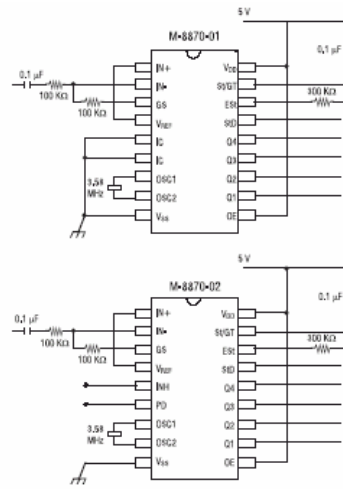 5 V
M-8870-01
0.1 µF
0.1 µF
100 KΩ
100 KΩ
300 KΩ
IN+
IN-
GS
VREF
IC
IC
OSC1
OSC2
VSS
VDD
St/GT
ESt
StD
Q4
Q3
Q2
Q1
OE
3.58
MHz
5 V
M-8870-02
0.1 µF
0.1 µF
100 KΩ
100 KΩ
300 KΩ
IN+
IN-
GS
VREF
INH
PD
OSC1
OSC2
VSS
VDD
St/GT
ESt
StD
Q4
Q3
Q2
Q1
OE
3.58
MHz